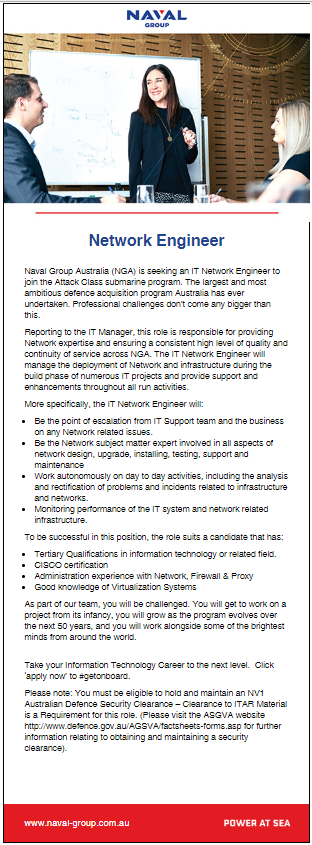 NAVAL
GROUP
Network Engineer
Naval Group Australia (NGA) is seeking an IT Network Engineer to
join the Attack Class submarine program. The largest and most
ambitious defence acquisition program Australia has ever
undertaken. Professional challenges don't come any bigger than
this.
Reporting to the IT Manager, this role is responsible for providing
Network expertise and ensuring a consistent high level of quality and
continuity of service across NGA. The IT Network Engineer will
manage the deployment of Network and infrastructure during the
build phase of numerous IT projects and provide support and
enhancements throughout all run activities.
More specifically, the IT Network Engineer will:
• Be the point of escalation from IT Support team and the business
on any Network related issues.
• Be the Network subject matter expert involved in all aspects of
network design, upgrade, installing, testing, support and
maintenance
• Work autonomously on day to day activities, including the analysis
and rectification of problems and incidents related to infrastructure
and networks.
• Monitoring performance of the IT system and network related
infrastructure.
To be successful in this position, the role suits a candidate that has:
• Tertiary Qualifications in information technology or related field.
• CISCO certification
• Administration experience with Network, Firewall & Proxy
• Good knowledge of Virtualization Systems
As part of our team, you will be challenged. You will get to work on a
project from its infancy, you will grow as the program evolves over
the next 50 years, and you will work alongside some of the brightest
minds from around the world.
Take your Information Technology Career to the next level. Click
'apply now' to #getonboard.
Please note: You must be eligible to hold and maintain an NV1
Australian Defence Security Clearance – Clearance to ITAR Material
is a Requirement for this role. (Please visit the ASGVA website
http://www.defence.gov.au/AGSVA/factsheets-forms.asp for further
information relating to obtaining and maintaining a security
clearance).
www.naval-group.com.au
POWER AT SEA